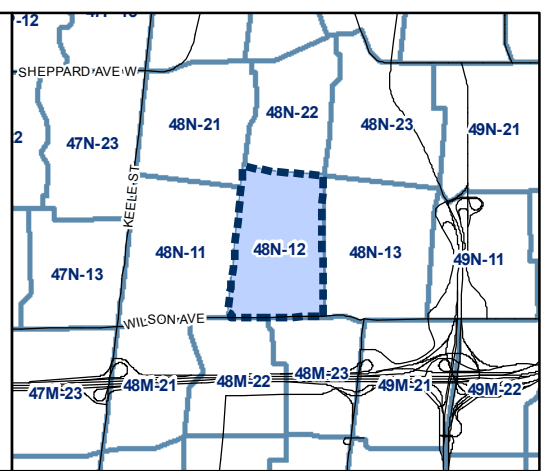 -12
SHEPPARD AVE W
48N-21
48N-22
48N-23
49N-21
2
47N-23
KEELE ST
48N-11
48N-12
48N-13
49N-11
47N-13
WILSON AVE
47M-23
48M-21
48M-22
48M-23
49M-21
49M-22